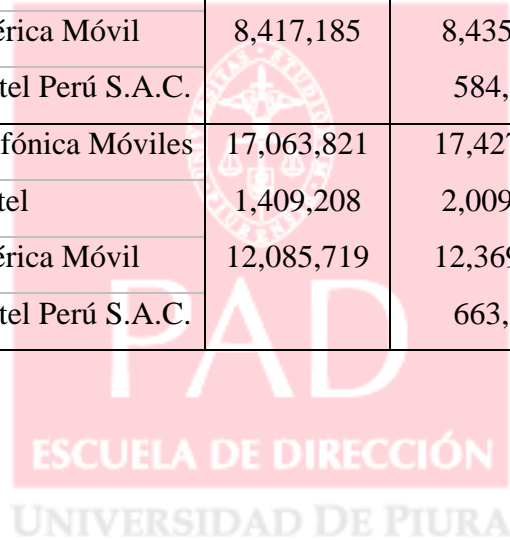 érica Móvil 8,417,185 8,435
tel Perú S.A.C. 584,
efónica Móviles 17,063,821 17,427
tel 1,409,208 2,009
érica Móvil 12,085,719 12,369
tel Perú S.A.C. 663,
PAD
ESCUELA DE DIRECCIÓN
UNIVERSIDAD DE PIURA